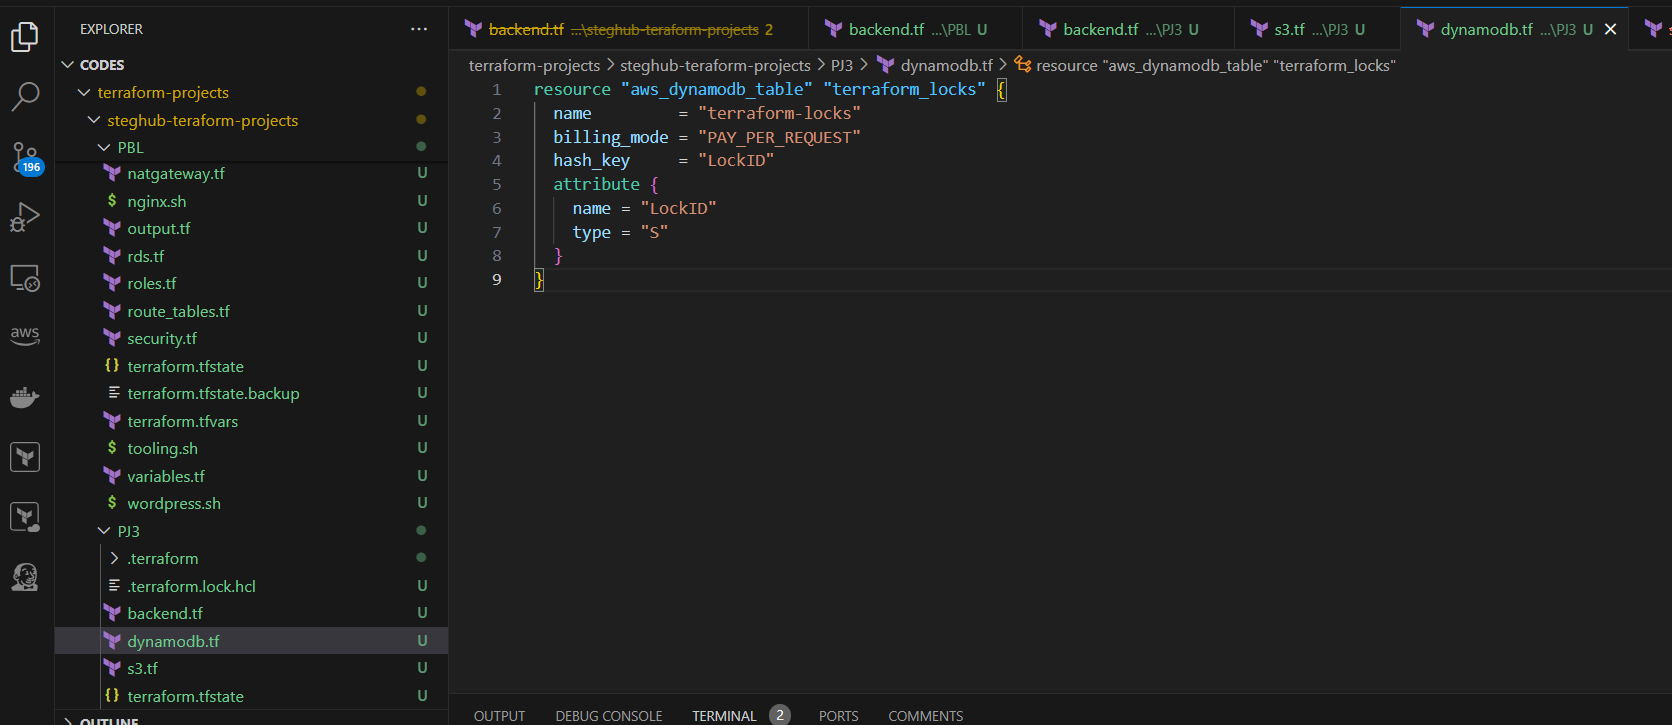 EXPLORER
CODES
terraform-projects
steghub-teraform-projects
PBL
natgateway.tf U
$ nginx.sh U
output.tf U
rds.tf U
roles.tf U
route_tables.tf U
security.tf U
{} terraform.tfstate U
terraform.tfstate.backup U
terraform.tfvars U
$ tooling.sh U
variables.tf U
$ wordpress.sh U
PJ3
.terraform
.terraform.lock.hcl U
backend.tf U
dynamodb.tf U
s3.tf U
{} terraform.tfstate U
OUTLINE
196
aws
backend.tf ...\steghub-teraform-projects 2
backend.tf ...\PBL U
backend.tf ...\PJ3 U
s3.tf ...\PJ3 U
dynamodb.tf ...\PJ3 U
terraform-projects > steghub-teraform-projects > PJ3 > dynamodb.tf > resource "aws_dynamodb_table" "terraform_locks"
1 resource "aws_dynamodb_table" "terraform_locks" {
2 name = "terraform-locks"
3 billing_mode = "PAY_PER_REQUEST"
4 hash_key = "LockID"
5 attribute {
6 name = "LockID"
7 type = "S"
8 }
9 }
OUTPUT DEBUG CONSOLE TERMINAL 2 PORTS COMMENTS